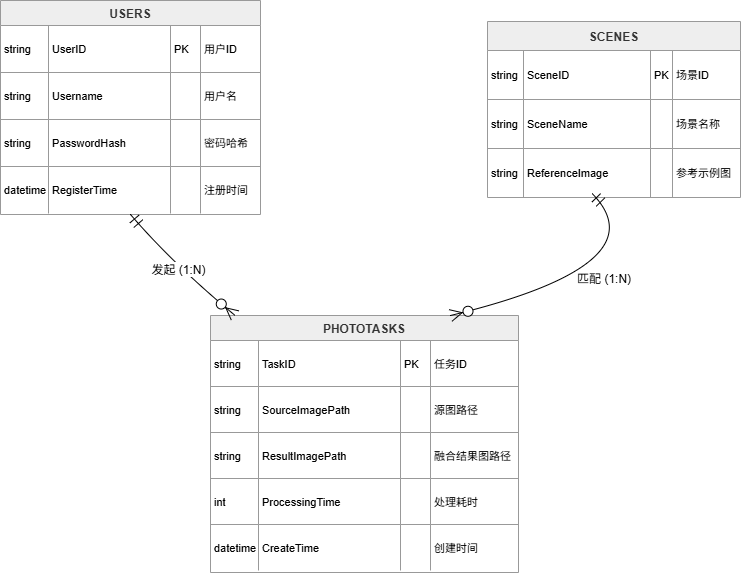 USERS
string UserID PK 用户ID
string Username 用户名
string PasswordHash 密码哈希
datetime RegisterTime 注册时间
SCENES
string SceneID PK 场景ID
string SceneName 场景名称
string ReferenceImage 参考示例图
发起 (1:N)
匹配 (1:N)
PHOTOTASKS
string TaskID PK 任务ID
string SourceImagePath 源图路径
string ResultImagePath 融合结果图路径
int ProcessingTime 处理耗时
datetime CreateTime 创建时间